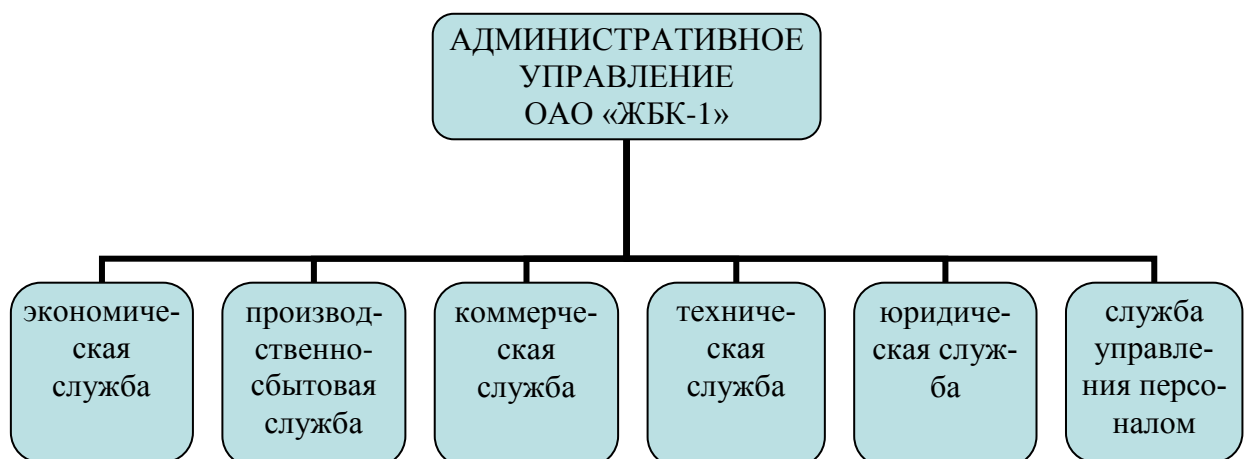 АДМИНИСТРАТИВНОЕ
УПРАВЛЕНИЕ
ОАО «ЖБК-1»
экономиче-
ская
служба
производ-
ственно-
сбытовая
служба
коммерче-
ская
служба
техниче-
ская
служба
юридиче-
ская служ-
ба
служба
управле-
ния персо-
налом